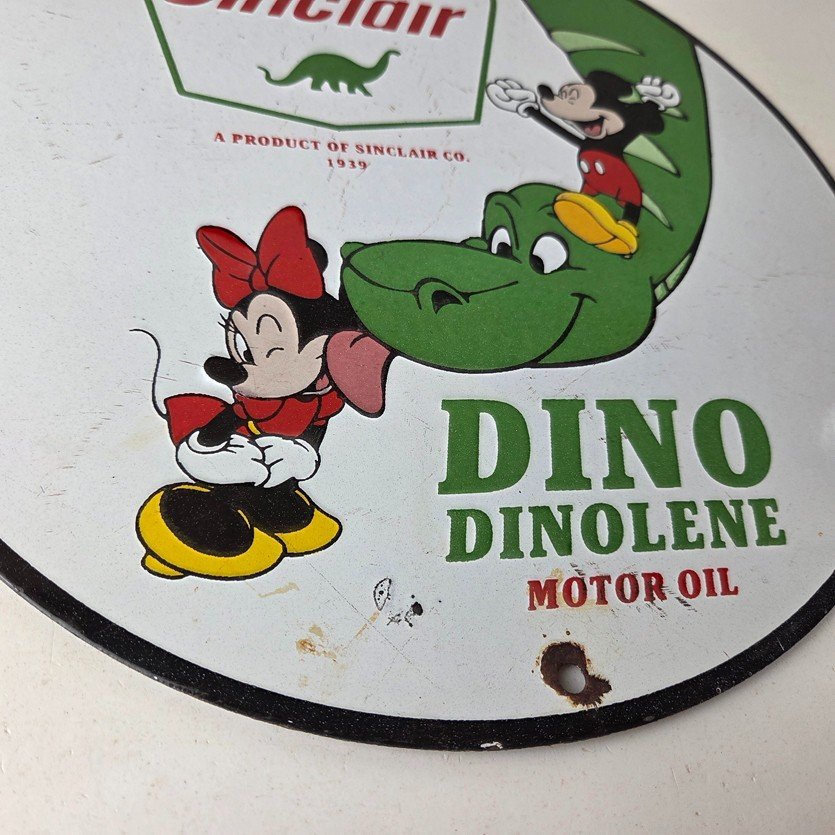 Sinclair
A PRODUCT OF SINCLAIR CO.
1939
DINO
DINOLENE
MOTOR OIL